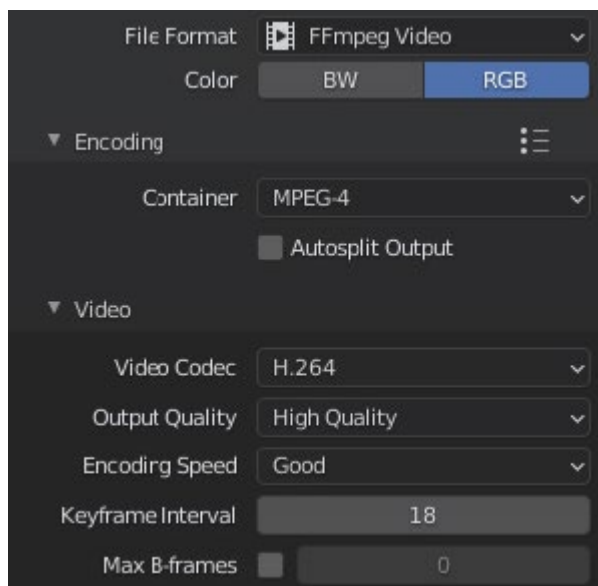 File Format FFmpeg Video
Color BW RGB
Encoding
Container MPEG-4
Autosplit Output
Video
Video Codec H.264
Output Quality High Quality
Encoding Speed Good
Keyframe Interval 18
Max B-frames 0